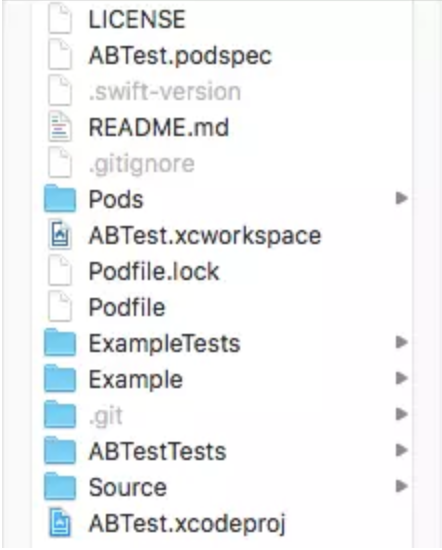 LICENSE
ABTest.podspec
.swift-version
README.md
.gitignore
Pods
ABTest.xcworkspace
Podfile.lock
Podfile
ExampleTests
Example
.git
ABTestTests
Source
ABTest.xcodeproj